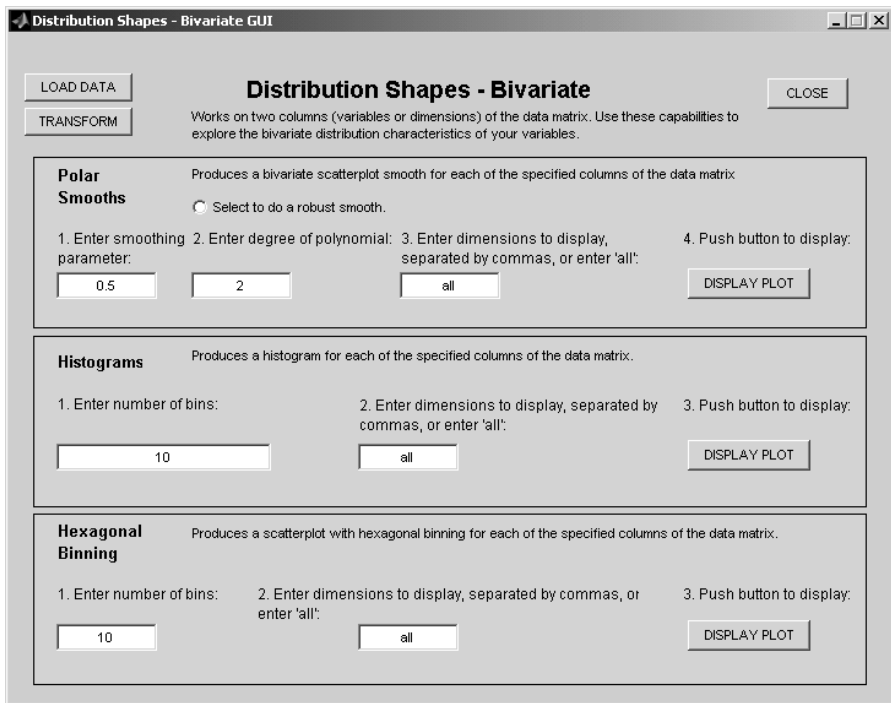 Distribution Shapes - Bivariate GUI
LOAD DATA
TRANSFORM
Distribution Shapes - Bivariate
CLOSE
Works on two columns (variables or dimensions) of the data matrix. Use these capabilities to
explore the bivariate distribution characteristics of your variables.
Polar
Smooths
Produces a bivariate scatterplot smooth for each of the specified columns of the data matrix
Select to do a robust smooth.
1. Enter smoothing
parameter:
0.5
2. Enter degree of polynomial:
2
3. Enter dimensions to display,
separated by commas, or enter 'all':
all
4. Push button to display:
DISPLAY PLOT
Histograms
Produces a histogram for each of the specified columns of the data matrix.
1. Enter number of bins:
10
2. Enter dimensions to display, separated by
commas, or enter 'all':
all
3. Push button to display:
DISPLAY PLOT
Hexagonal
Binning
Produces a scatterplot with hexagonal binning for each of the specified columns of the data matrix.
1. Enter number of bins:
10
2. Enter dimensions to display, separated by commas, or
enter 'all':
all
3. Push button to display:
DISPLAY PLOT